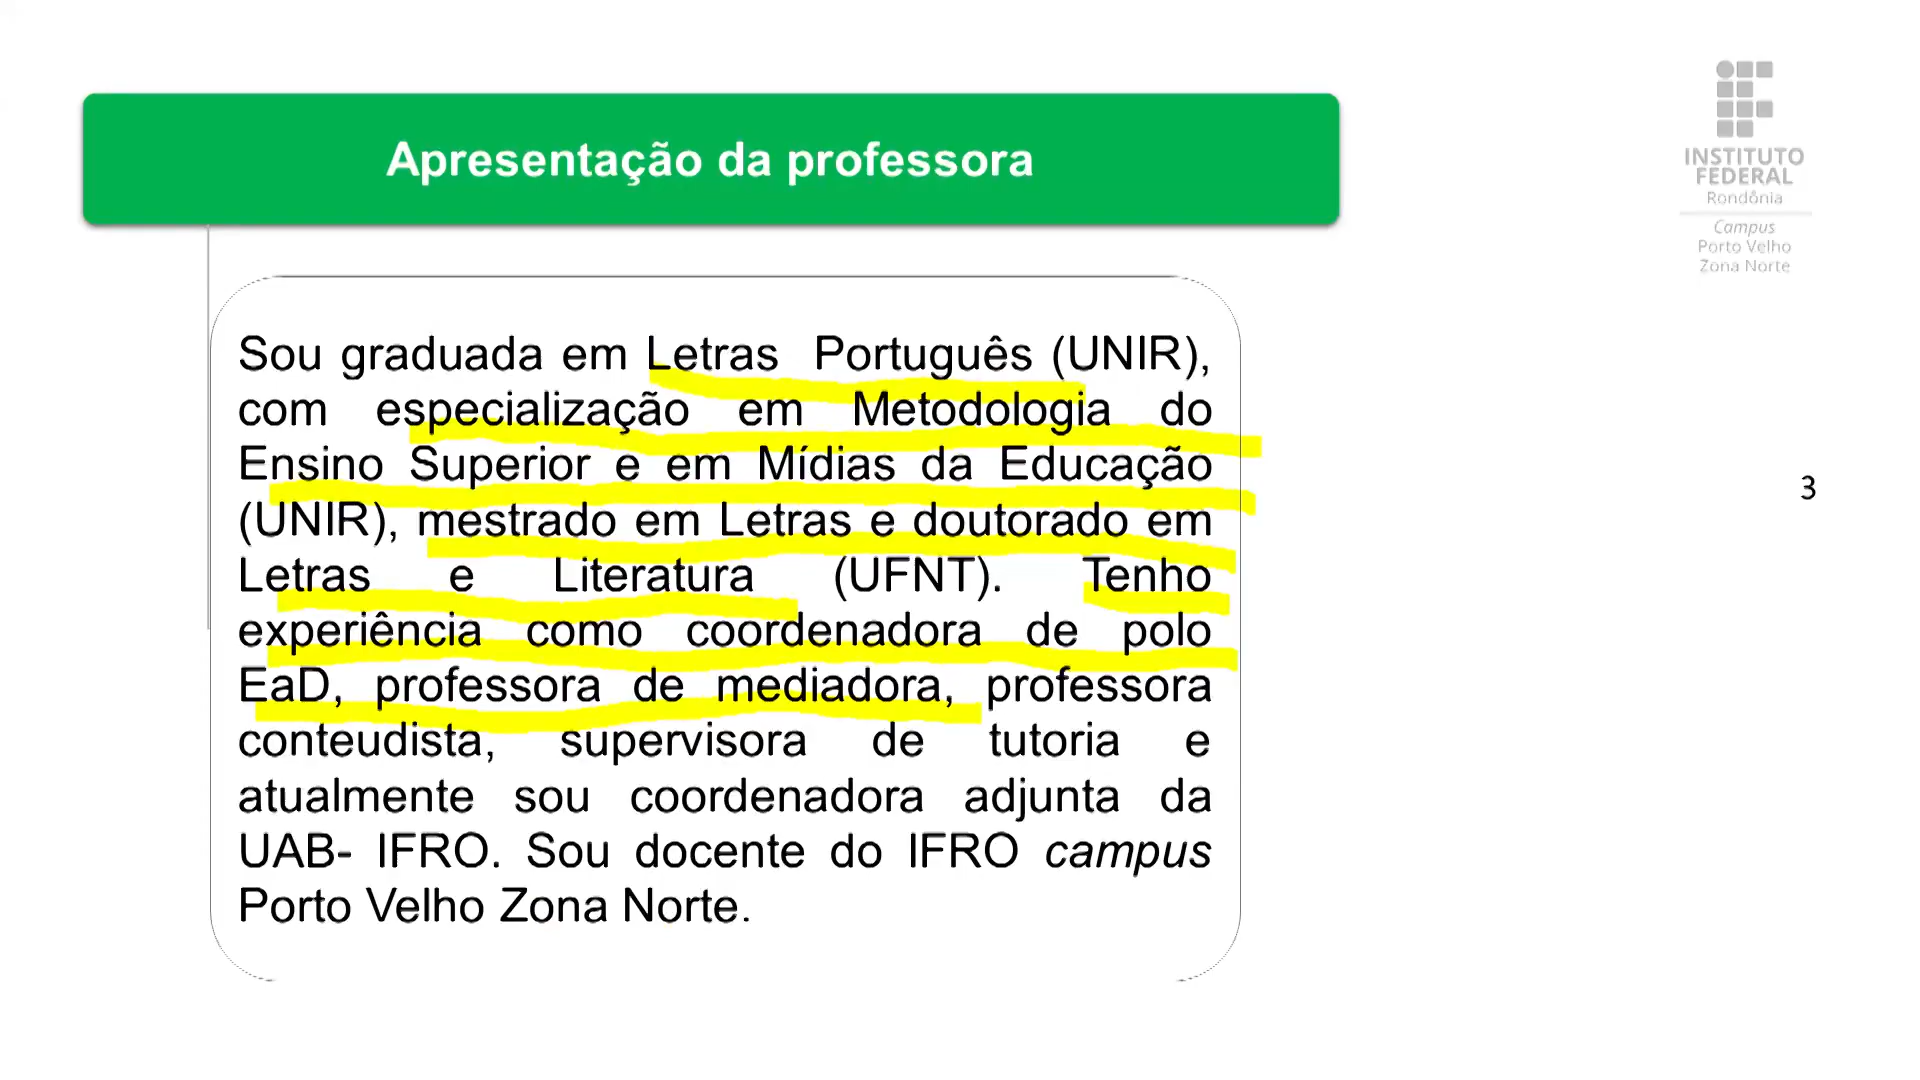 Apresentação da professora
INSTITUTO
FEDERAL
Rondônia
Campus
Porto Velho
Zona Norte
Sou graduada em Letras Português (UNIR),
com especialização em Metodologia do
Ensino Superior e em Mídias da Educação
(UNIR), mestrado em Letras e doutorado em
Letras e Literatura (UFNT). Tenho
experiência como coordenadora de polo
EaD, professora de mediadora, professora
conteudista, supervisora de tutoria e
atualmente sou coordenadora adjunta da
UAB- IFRO. Sou docente do IFRO campus
Porto Velho Zona Norte.
3